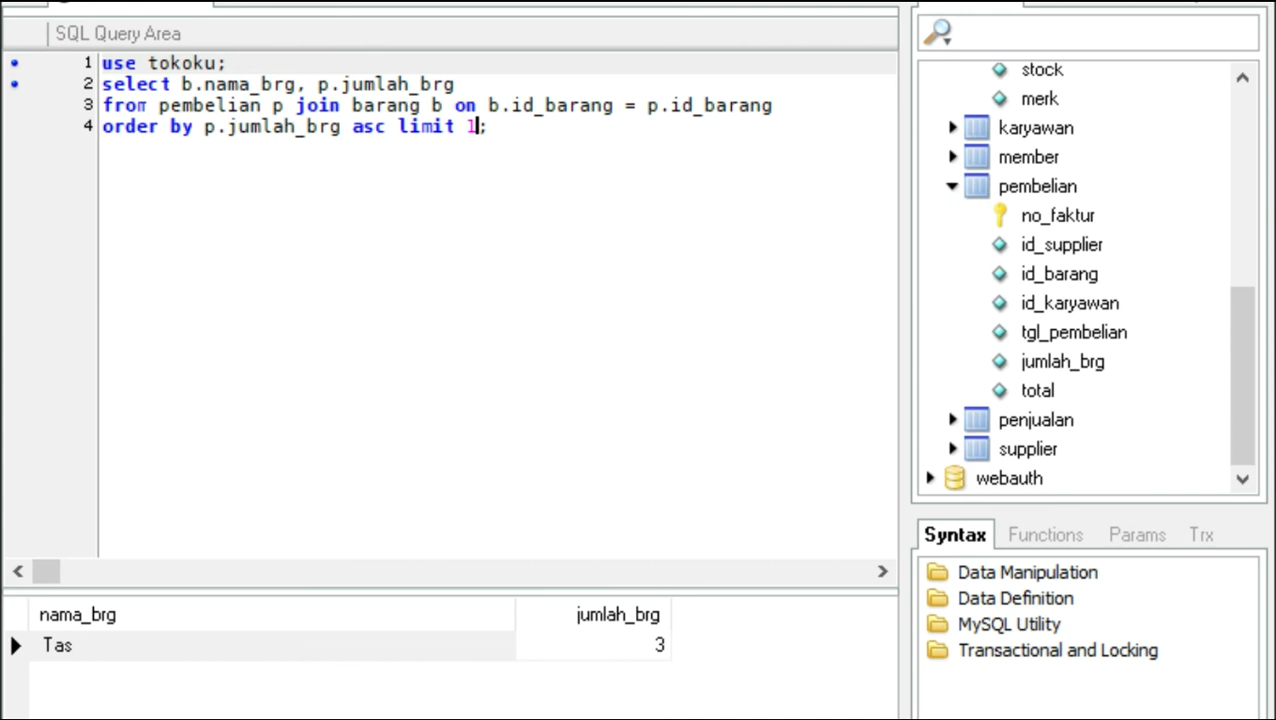 SQL Query Area
1 use tokoku;
2 select b.nama_brg, p.jumlah_brg
3 from pembelian p join barang b on b.id_barang = p.id_barang
4 order by p.jumlah_brg asc limit 1;
nama_brg jumlah_brg
Tas 3
stock
merk
karyawan
member
pembelian
no_faktur
id_supplier
id_barang
id_karyawan
tgl_pembelian
jumlah_brg
total
penjualan
supplier
webauth
Syntax Functions Params Trx
Data Manipulation
Data Definition
MySQL Utility
Transactional and Locking